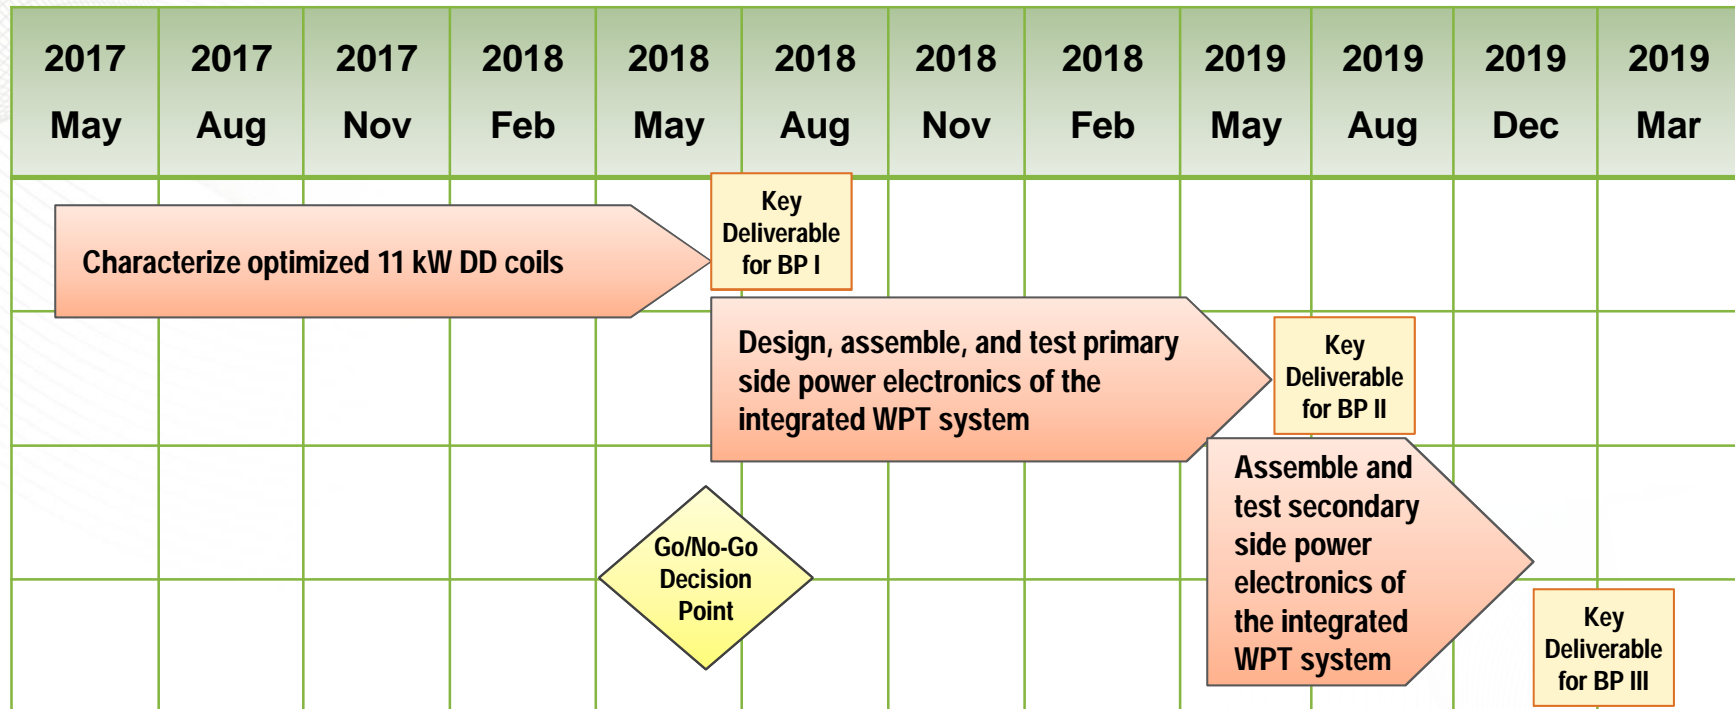 2017 2017 2017 2018 2018 2018 2018 2018 2019 2019 2019 2019
May Aug Nov Feb May Aug Nov Feb May Aug Dec Mar
Characterize optimized 11 kW DD coils
Key
Deliverable
for BP I
Design, assemble, and test primary
side power electronics of the
integrated WPT system
Key
Deliverable
for BP II
Go/No-Go
Decision
Point
Assemble and
test secondary
side power
electronics of
the integrated
WPT system
Key
Deliverable
for BP III